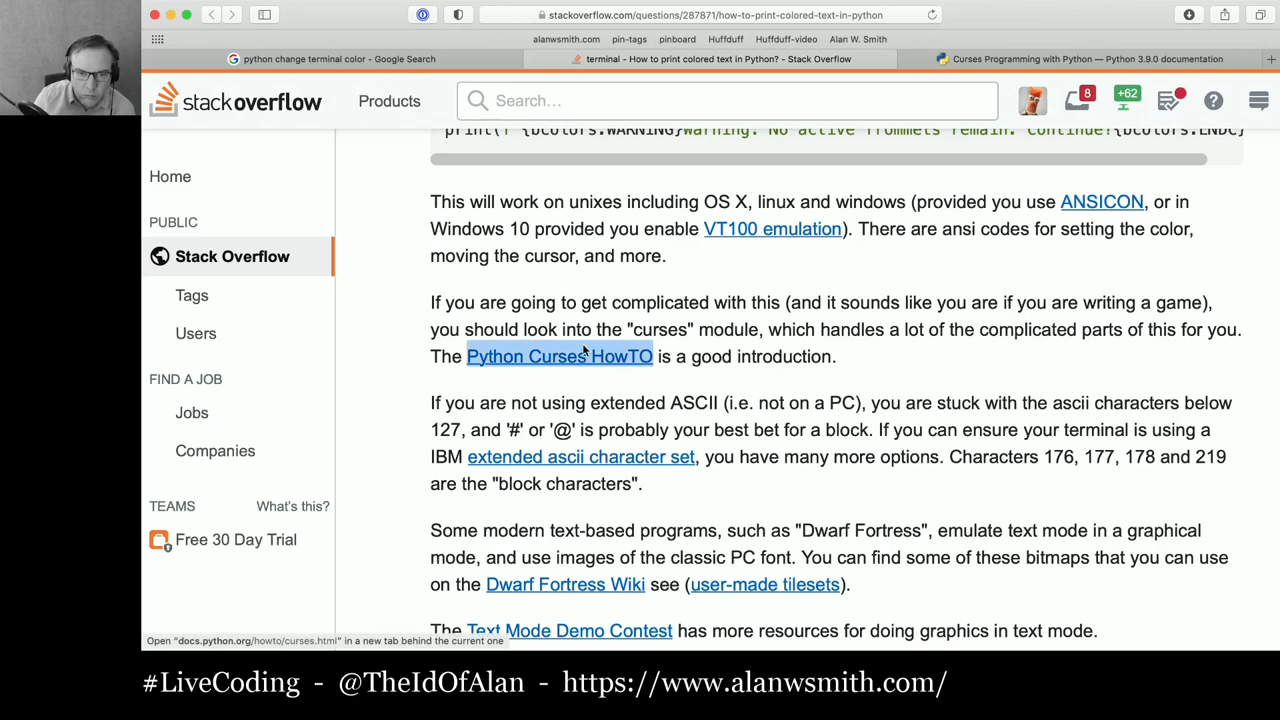 stackoverflow.com/questions/287871/how-to-print-colored-text-in-python
alanwsmith.com pin-tags pinboard Huffduff Huffduff-video Alan W. Smith
python change terminal color - Google Search
terminal - How to print colored text in Python? - Stack Overflow
Curses Programming with Python — Python 3.9.0 documentation
stackoverflow
Products
Search...
8
+62
?
print(f"{bcolors.WARNING}Warning: No active frommets remain. Continue?{bcolors.ENDC}
Home
PUBLIC
Stack Overflow
Tags
Users
FIND A JOB
Jobs
Companies
TEAMS What's this?
Free 30 Day Trial
This will work on unixes including OS X, linux and windows (provided you use ANSICON, or in
Windows 10 provided you enable VT100 emulation). There are ansi codes for setting the color,
moving the cursor, and more.
If you are going to get complicated with this (and it sounds like you are if you are writing a game),
you should look into the "curses" module, which handles a lot of the complicated parts of this for you.
The Python Curses HowTO is a good introduction.
If you are not using extended ASCII (i.e. not on a PC), you are stuck with the ascii characters below
127, and '#' or '@' is probably your best bet for a block. If you can ensure your terminal is using a
IBM extended ascii character set, you have many more options. Characters 176, 177, 178 and 219
are the "block characters".
Some modern text-based programs, such as "Dwarf Fortress", emulate text mode in a graphical
mode, and use images of the classic PC font. You can find some of these bitmaps that you can use
on the Dwarf Fortress Wiki see (user-made tilesets).
The Text Mode Demo Contest has more resources for doing graphics in text mode.
Open "docs.python.org/howto/curses.html" in a new tab behind the current one
#LiveCoding - @TheIdOfAlan - https://www.alanwsmith.com/